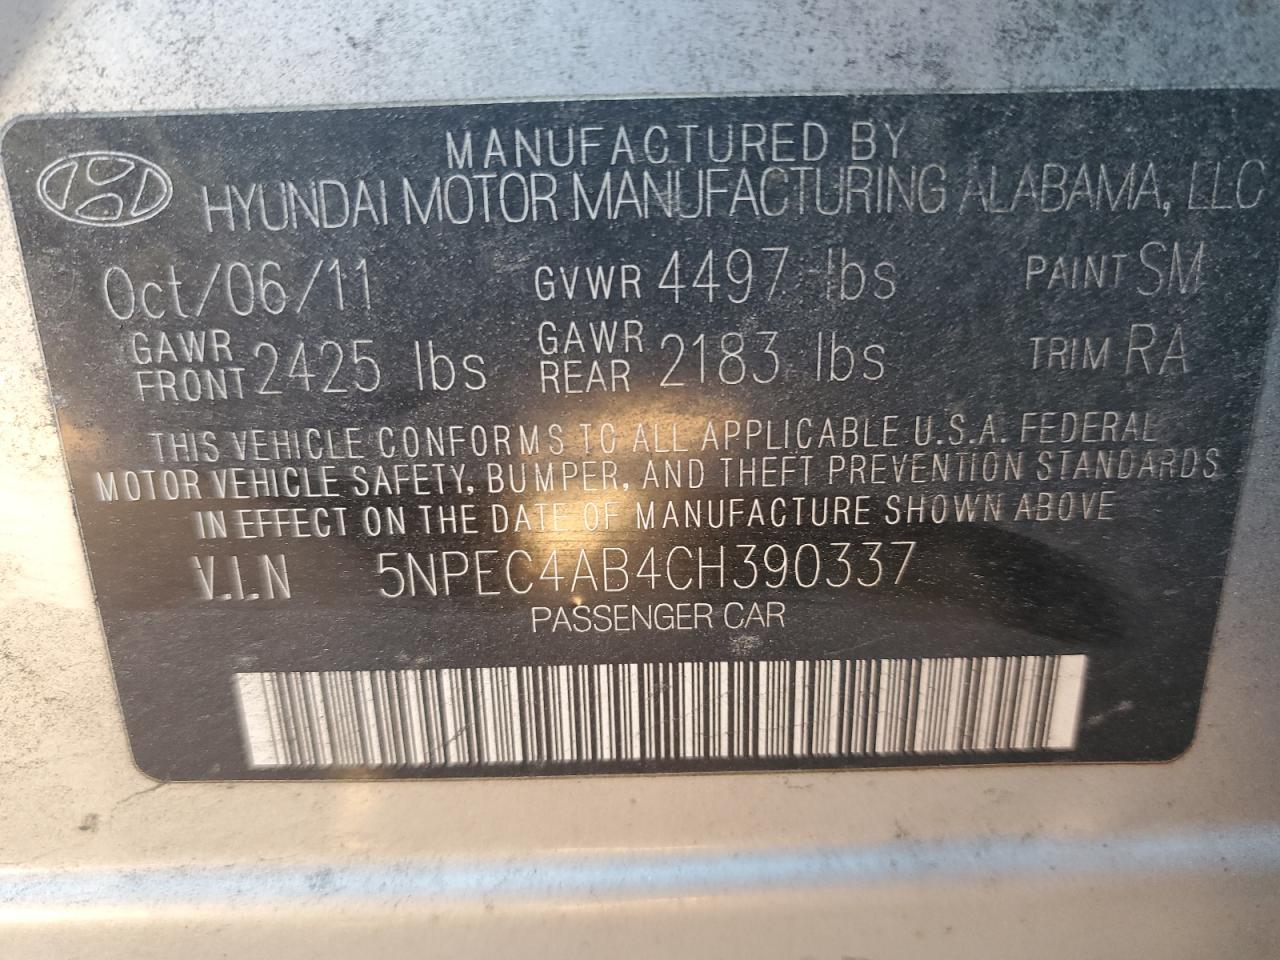 MANUFACTURED BY
HYUNDAI MOTOR MANUFACTURING ALABAMA, LLC
Oct/06/11 GVWR 4497 lbs PAINT SM
GAWR FRONT 2425 lbs GAWR REAR 2183 lbs TRIM RA
THIS VEHICLE CONFORMS TO ALL APPLICABLE U.S.A. FEDERAL
MOTOR VEHICLE SAFETY, BUMPER, AND THEFT PREVENTION STANDARDS
IN EFFECT ON THE DATE OF MANUFACTURE SHOWN ABOVE
V.I.N 5NPEC4AB4CH390337
PASSENGER CAR